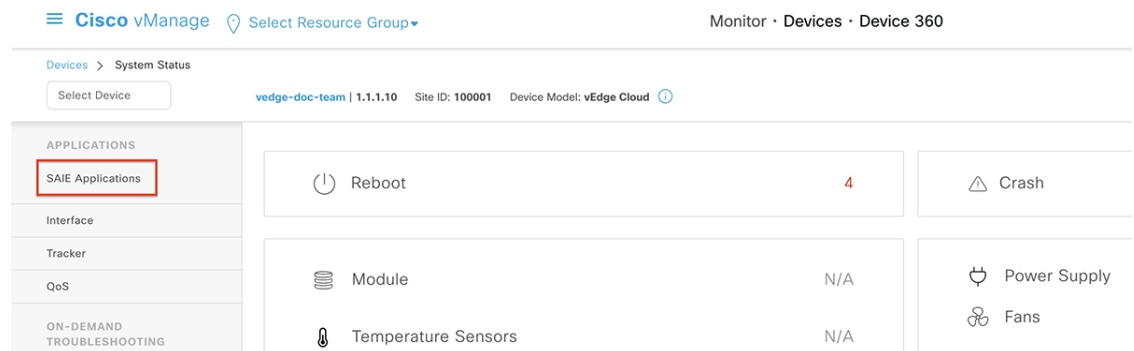 Cisco vManage Select Resource Group▾ Monitor · Devices · Device 360
Devices > System Status
Select Device vedge-doc-team | 1.1.1.10 Site ID: 100001 Device Model: vEdge Cloud
APPLICATIONS
SAIE Applications
Interface
Tracker
QoS
ON-DEMAND
TROUBLESHOOTING
Reboot 4
Crash
Module N/A
Temperature Sensors N/A
Power Supply
Fans